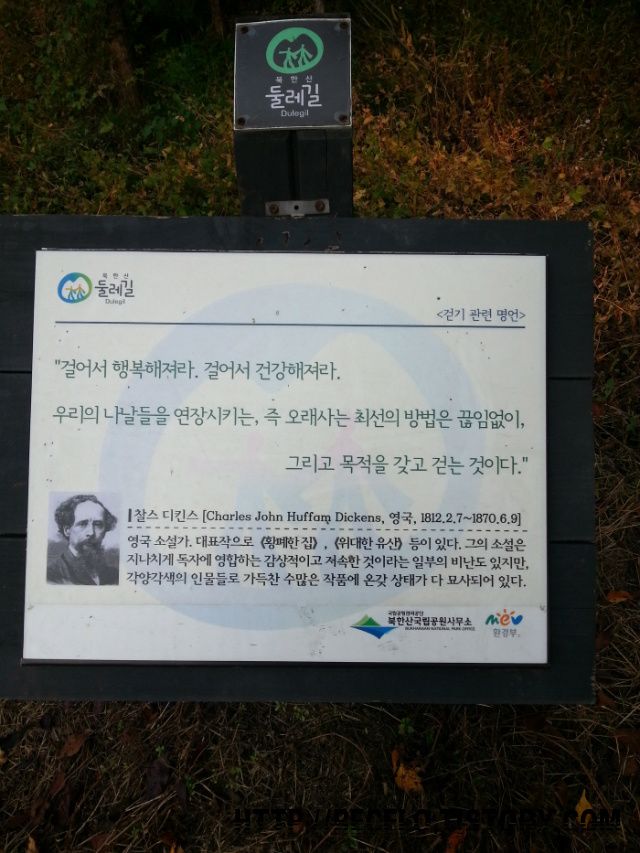 북한산
둘레길
Dulegil
북한산
둘레길
Dulegil
<걷기 관련 명언>
"걸어서 행복해져라. 걸어서 건강해져라.
우리의 나날들을 연장시키는, 즉 오래사는 최선의 방법은 끊임없이,
그리고 목적을 갖고 걷는 것이다."
찰스 디킨스 [Charles John Huffam Dickens, 영국, 1812.2.7~1870.6.9]
영국 소설가. 대표작으로 《황폐한 집》, 《위대한 유산》 등이 있다. 그의 소설은
지나치게 독자에 영합하는 감상적이고 저속한 것이라는 일부의 비난도 있지만,
각양각색의 인물들로 가득찬 수많은 작품에 온갖 상태가 다 묘사되어 있다.
국립공원관리공단
북한산국립공원사무소
BUKHANSAN NATIONAL PARK OFFICE
mev
환경부